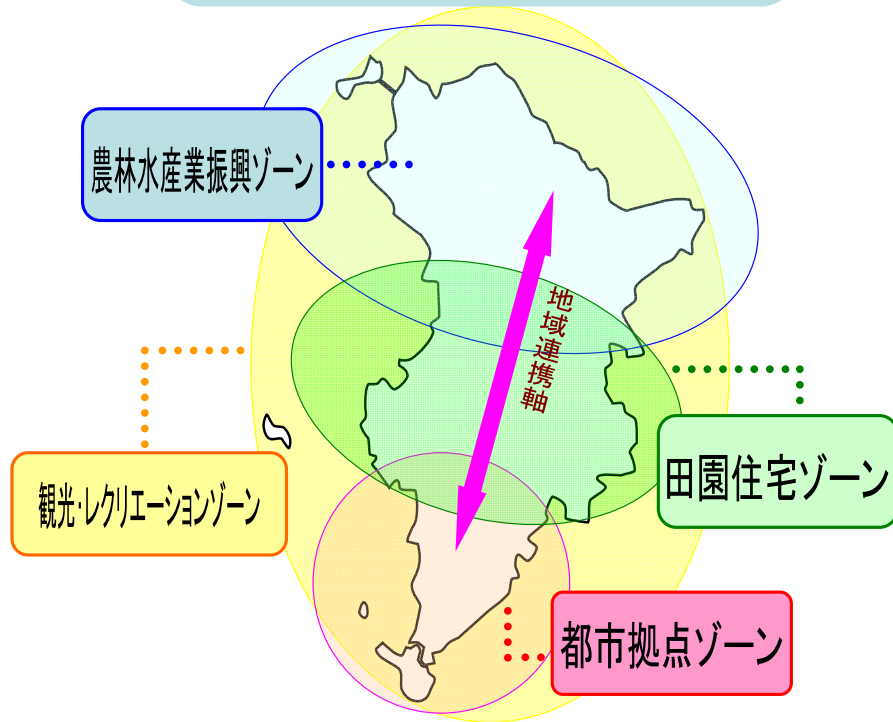 農林水産業振興ゾーン
地域連携軸
観光・レクリエーションゾーン
田園住宅ゾーン
都市拠点ゾーン